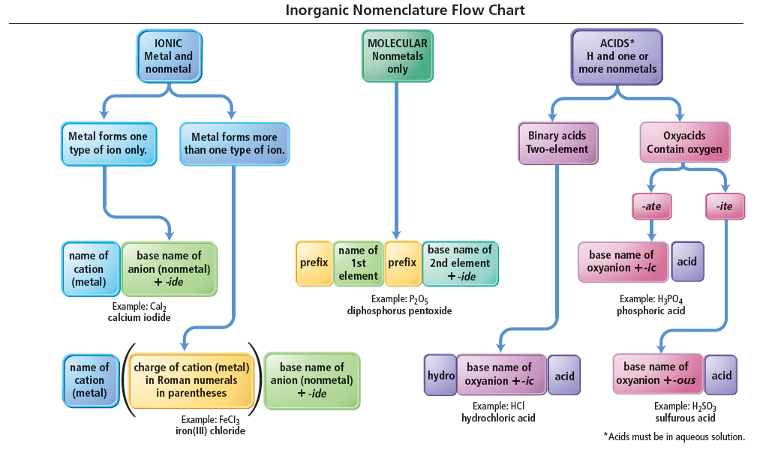 Inorganic Nomenclature Flow Chart
IONIC
Metal and
nonmetal
MOLECULAR
Nonmetals
only
ACIDS*
H and one or
more nonmetals
Metal forms one
type of ion only.
Metal forms more
than one type of ion.
Binary acids
Two-element
Oxyacids
Contain oxygen
-ate
-ite
name of
cation
(metal)
base name of
anion (nonmetal)
+ -ide
Example: CaI₂
calcium iodide
prefix
name of
1st
element
prefix
base name of
2nd element
+ -ide
Example: P₂O₅
diphosphorus pentoxide
base name of
oxyanion + -ic
acid
Example: H₃PO₄
phosphoric acid
name of
cation
(metal)
(
charge of cation (metal)
in Roman numerals
in parentheses
)
base name of
anion (nonmetal)
+ -ide
Example: FeCl₃
iron(III) chloride
hydro
base name of
oxyanion + -ic
acid
Example: HCl
hydrochloric acid
base name of
oxyanion + -ous
acid
Example: H₂SO₃
sulfurous acid
*Acids must be in aqueous solution.